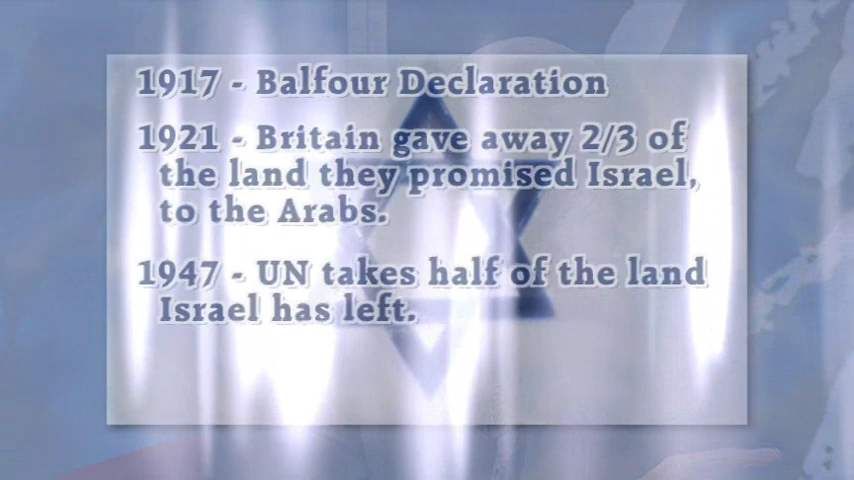 1917 - Balfour Declaration
1921 - Britain gave away 2/3 of
the land they promised Israel,
to the Arabs.
1947 - UN takes half of the land
Israel has left.